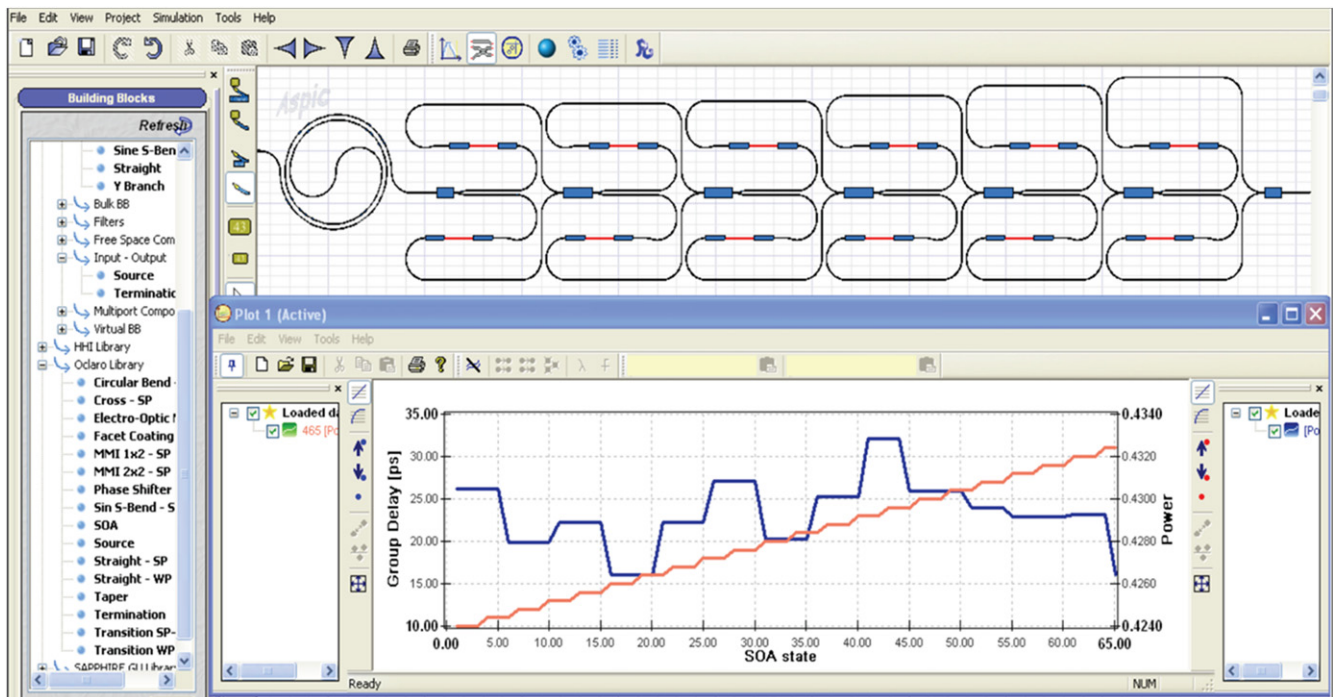 File Edit View Project Simulation Tools Help
Aspic
Building Blocks
Refresh
Sine S-Ben
Straight
Y Branch
Bulk BB
Filters
Free Space Com
Input - Output
Source
Terminatic
Multiport Compo
Virtual BB
HHI Library
Oclaro Library
Circular Bend -
Cross - SP
Electro-Optic
Facet Coating
MMI 1x2 - SP
MMI 2x2 - SP
Phase Shifter
Sin S-Bend - S
SOA
Source
Straight - SP
Straight - WP
Taper
Termination
Transition SP-
Transition WP
SAPPHIRE GU Librar
43
Plot 1 (Active)
File Edit View Tools Help
Loaded da
465 [Po
Loade
[Po
35.00
30.00
25.00
20.00
15.00
10.00
Group Delay [ps]
0.4340
0.4320
0.4300
0.4280
0.4260
0.4240
Power
0.00 5.00 10.00 15.00 20.00 25.00 30.00 35.00 40.00 45.00 50.00 55.00 60.00 65.00
SOA state
Ready NUM